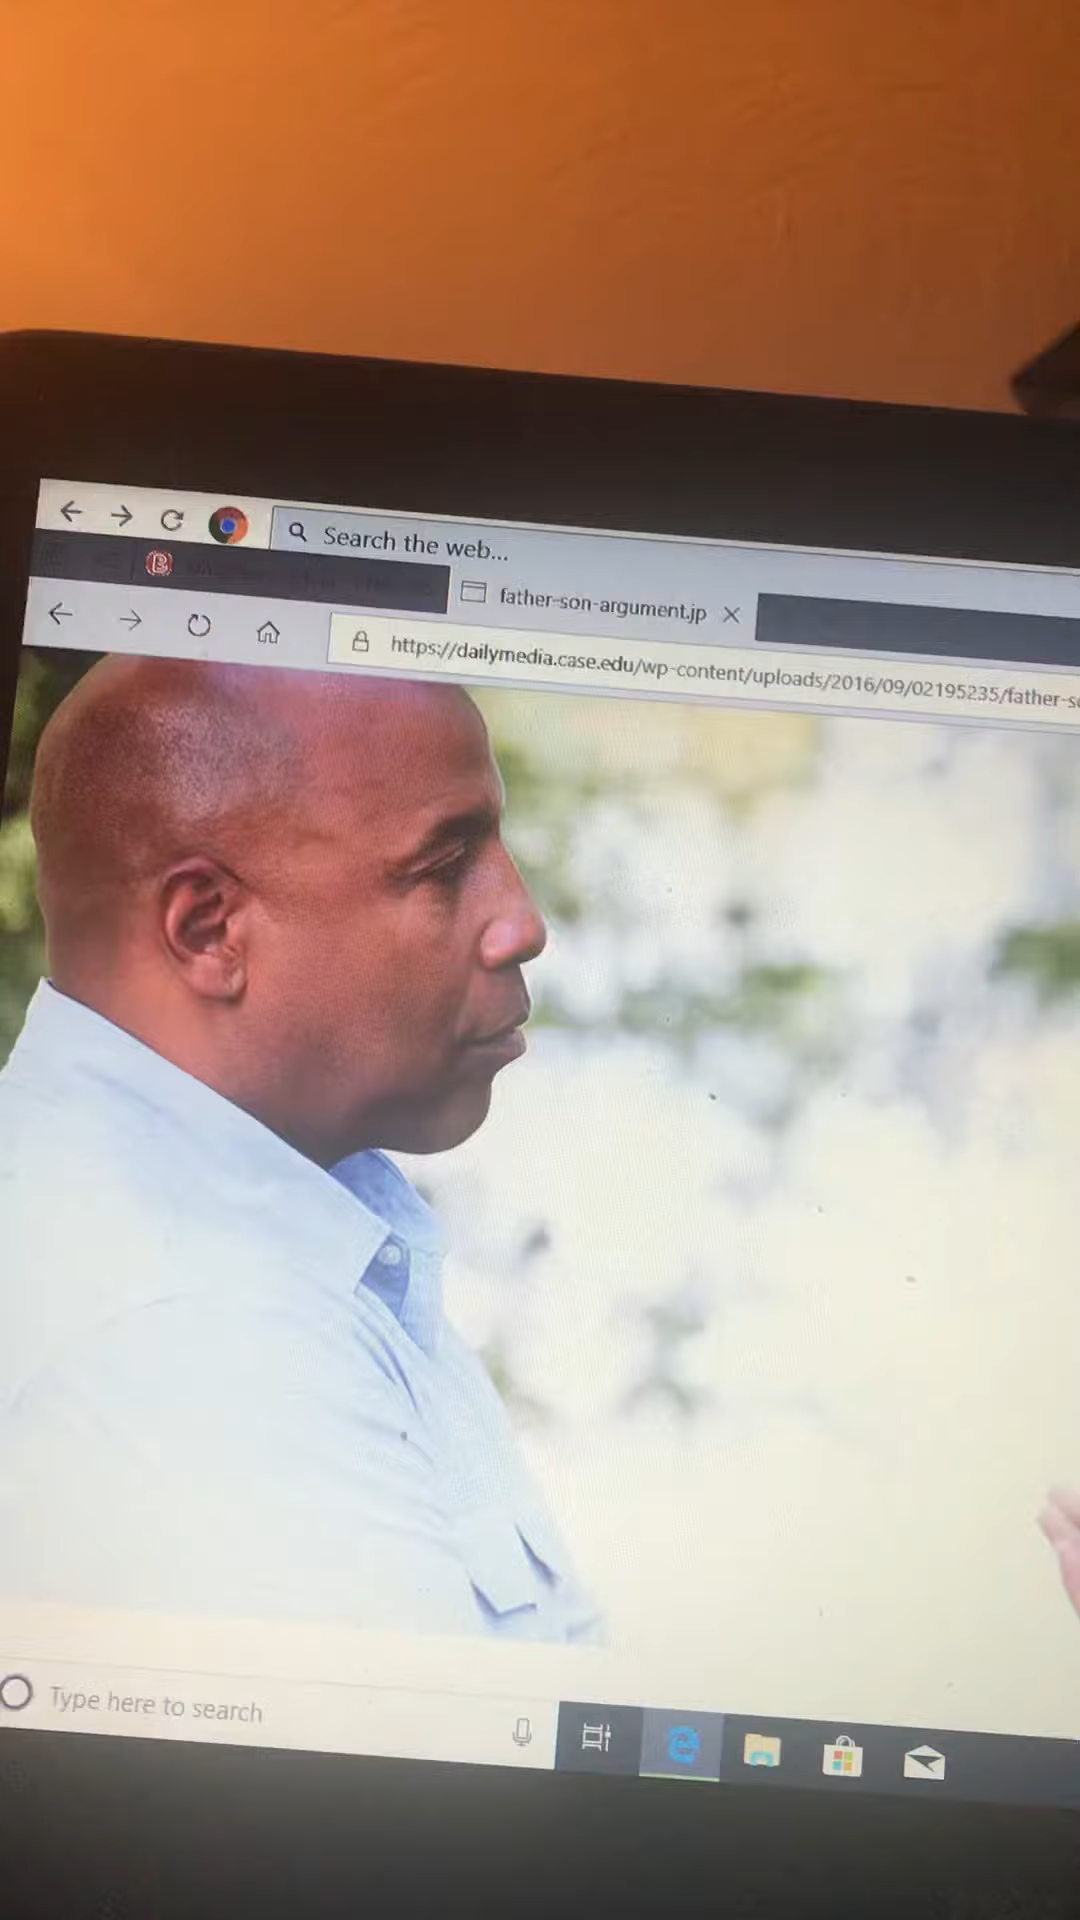 Search the web...
father-son-argument.jp
https://dailymedia.case.edu/wp-content/uploads/2016/09/02195235/father-s
Type here to search